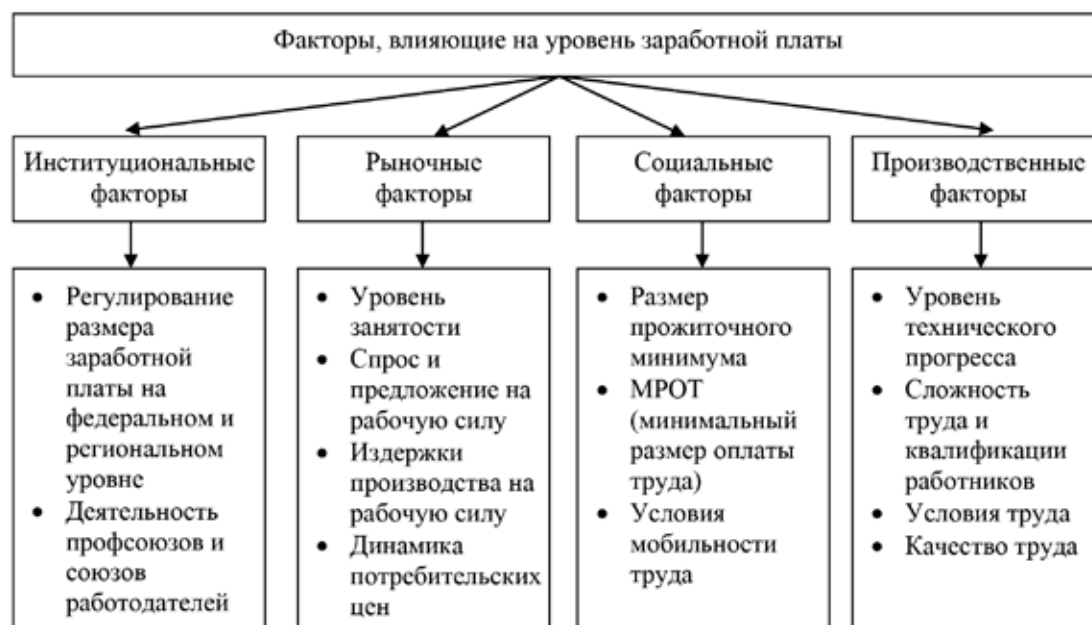 Факторы, влияющие на уровень заработной платы
Институциональные
факторы
Рыночные
факторы
Социальные
факторы
Производственные
факторы
• Регулирование
размера
заработной
платы на
федеральном и
региональном
уровне
• Деятельность
профсоюзов и
союзов
работодателей
• Уровень
занятости
• Спрос и
предложение на
рабочую силу
• Издержки
производства на
рабочую силу
• Динамика
потребительских
цен
• Размер
прожиточного
минимума
• МРОТ
(минимальный
размер оплаты
труда)
• Условия
мобильности
труда
• Уровень
технического
прогресса
• Сложность
труда и
квалификации
работников
• Условия труда
• Качество труда